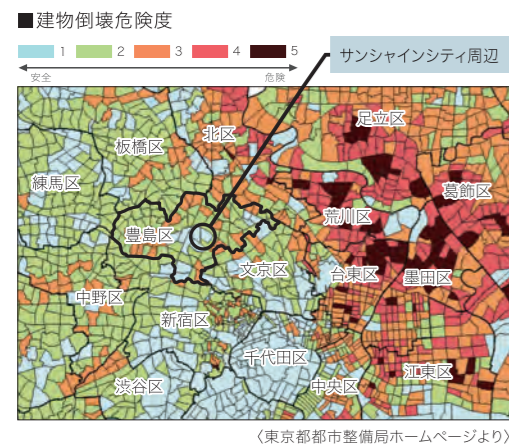 ■建物倒壊危険度
1 2 3 4 5
安全 危険
サンシャインシティ周辺
足立区
北区
板橋区
練馬区
葛飾区
荒川区
豊島区
文京区
台東区
墨田区
中野区
新宿区
千代田区
江東区
渋谷区
中央区
〈東京都都市整備局ホームページより〉